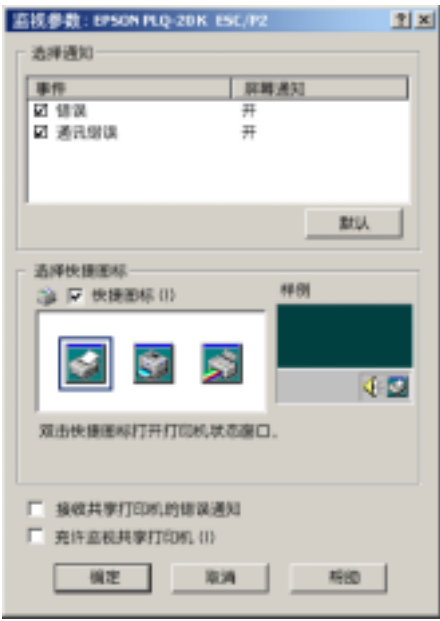 监视参数: EPSON PLQ-20K ESC/P2
选择通知
事件 屏幕通知
错误 开
通讯错误 开
默认
选择快捷图标
快捷图标(I)
样例
双击快捷图标打开打印机状态窗口。
接收共享打印机的错误通知
允许监视共享打印机(I)
确定 取消 帮助